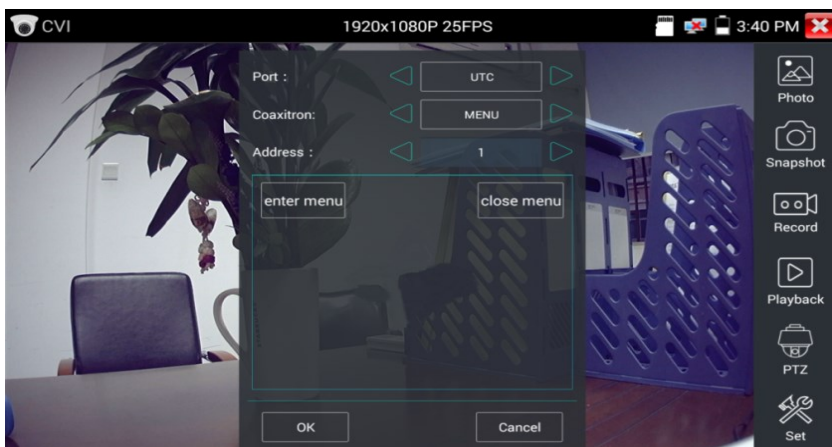 CVI 1920x1080P 25FPS 3:40 PM
Port : UTC
Coaxitron: MENU
Address : 1
enter menu close menu
OK Cancel
Photo
Snapshot
Record
Playback
PTZ
Set